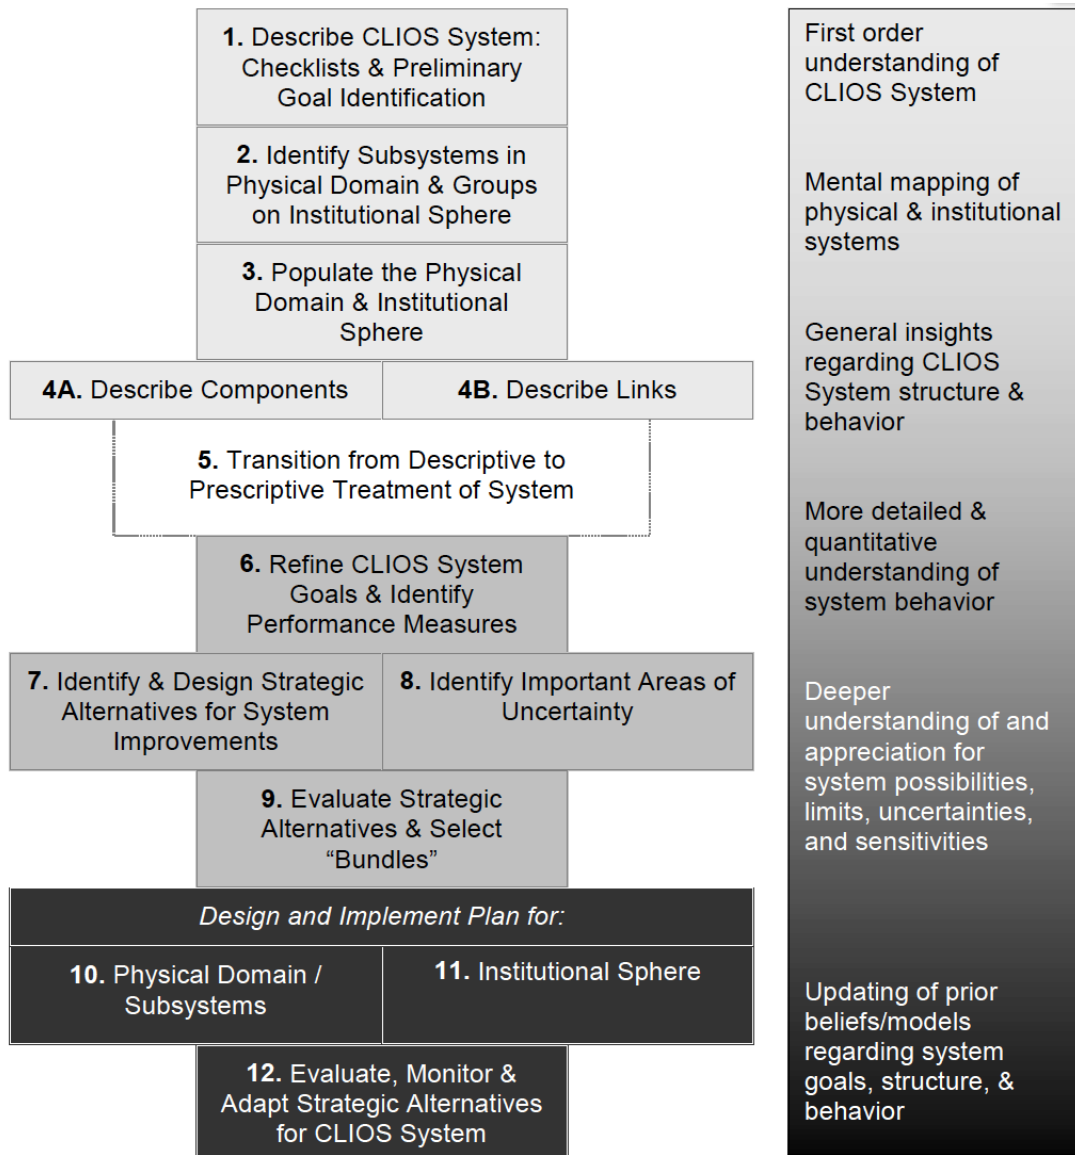 1. Describe CLIOS System:
Checklists & Preliminary
Goal Identification
2. Identify Subsystems in
Physical Domain & Groups
on Institutional Sphere
3. Populate the Physical
Domain & Institutional
Sphere
4A. Describe Components
4B. Describe Links
5. Transition from Descriptive to
Prescriptive Treatment of System
6. Refine CLIOS System
Goals & Identify
Performance Measures
7. Identify & Design Strategic
Alternatives for System
Improvements
8. Identify Important Areas of
Uncertainty
9. Evaluate Strategic
Alternatives & Select
“Bundles”
Design and Implement Plan for:
10. Physical Domain /
Subsystems
11. Institutional Sphere
12. Evaluate, Monitor &
Adapt Strategic Alternatives
for CLIOS System
First order
understanding of
CLIOS System
Mental mapping of
physical & institutional
systems
General insights
regarding CLIOS
System structure &
behavior
More detailed &
quantitative
understanding of
system behavior
Deeper
understanding of and
appreciation for
system possibilities,
limits, uncertainties,
and sensitivities
Updating of prior
beliefs/models
regarding system
goals, structure, &
behavior